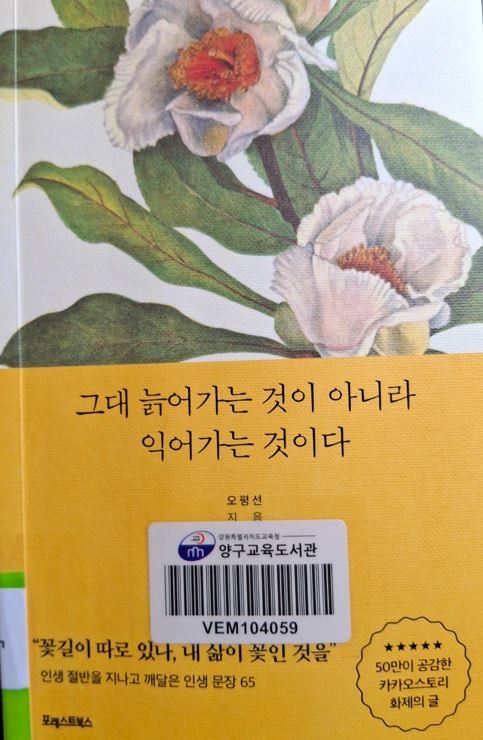 그대 늙어가는 것이 아니라
익어가는 것이다
오평선
지음
강원특별자치도교육청
양구교육도서관
VEM104059
“꽃길이 따로 있나, 내 삶이 꽃인 것을”
인생 절반을 지나고 깨달은 인생 문장 65
포레스트북스
★★★★★
50만이 공감한
카카오스토리
화제의 글